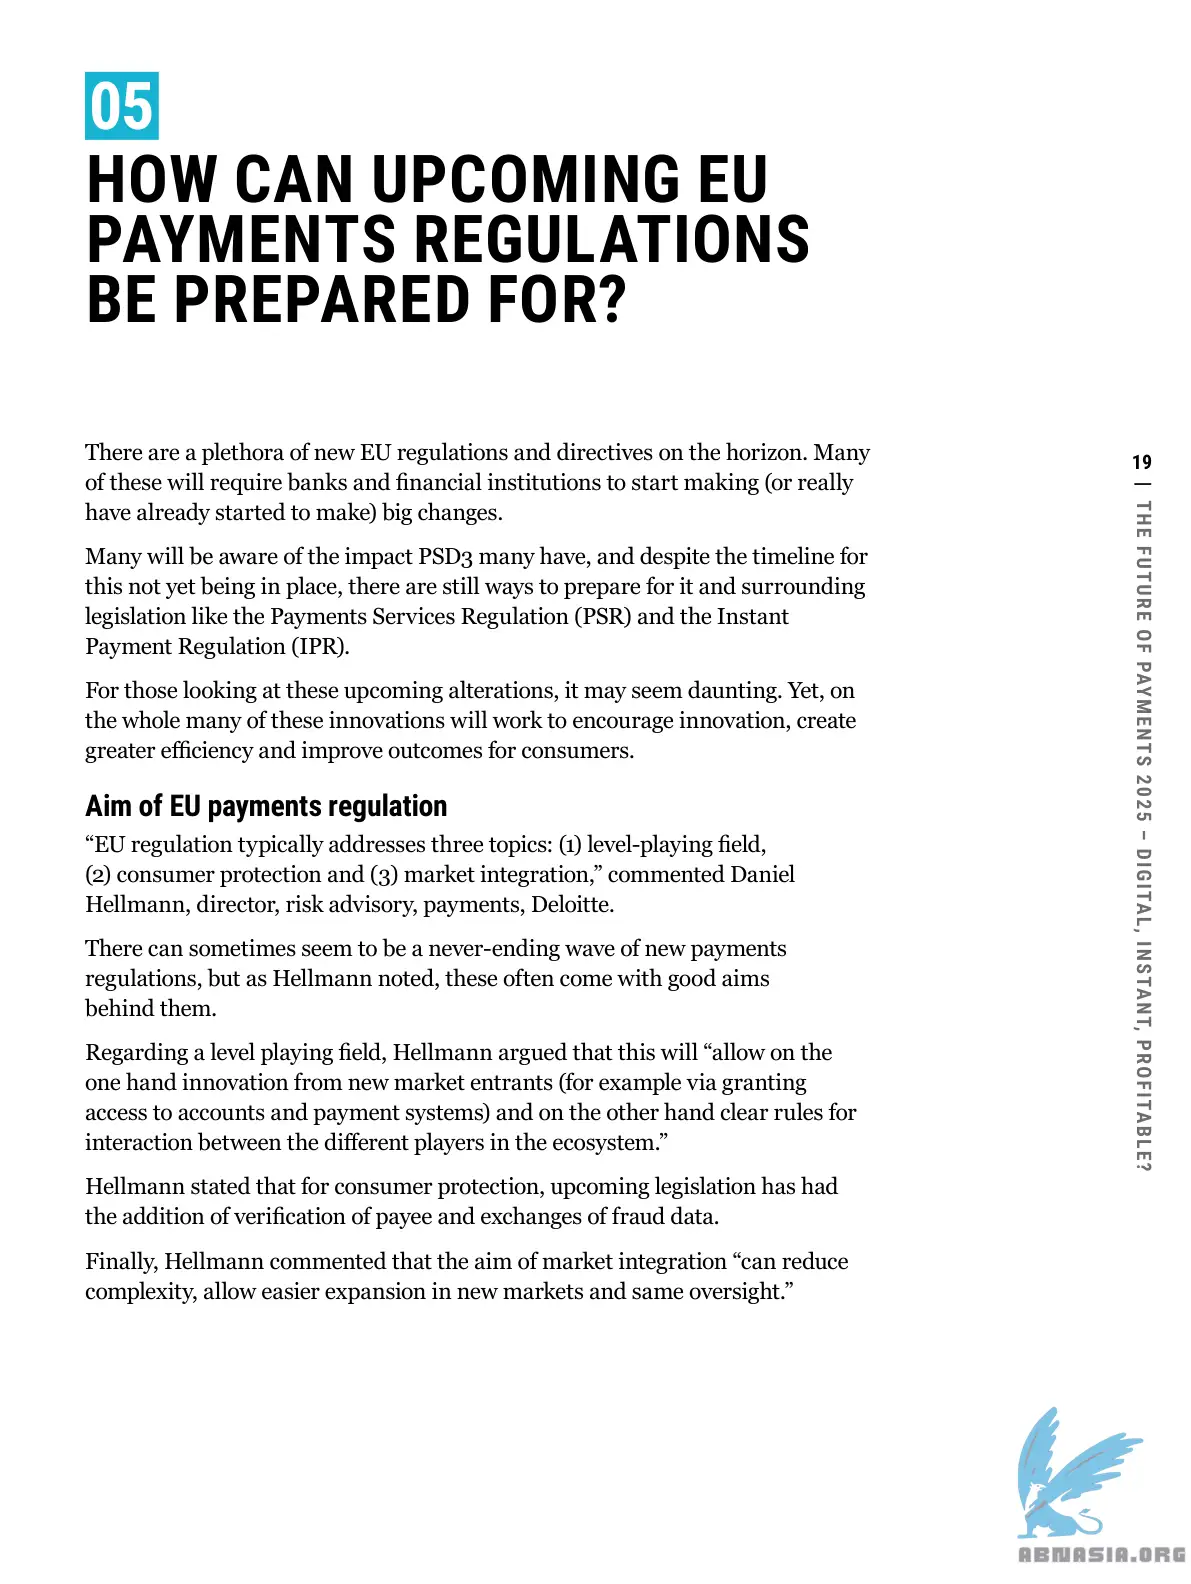 05
HOW CAN UPCOMING EU
PAYMENTS REGULATIONS
BE PREPARED FOR?
There are a plethora of new EU regulations and directives on the horizon. Many
of these will require banks and financial institutions to start making (or really
have already started to make) big changes.
Many will be aware of the impact PSD3 many have, and despite the timeline for
this not yet being in place, there are still ways to prepare for it and surrounding
legislation like the Payments Services Regulation (PSR) and the Instant
Payment Regulation (IPR).
For those looking at these upcoming alterations, it may seem daunting. Yet, on
the whole many of these innovations will work to encourage innovation, create
greater efficiency and improve outcomes for consumers.
Aim of EU payments regulation
“EU regulation typically addresses three topics: (1) level-playing field,
(2) consumer protection and (3) market integration,” commented Daniel
Hellmann, director, risk advisory, payments, Deloitte.
There can sometimes seem to be a never-ending wave of new payments
regulations, but as Hellmann noted, these often come with good aims
behind them.
Regarding a level playing field, Hellmann argued that this will “allow on the
one hand innovation from new market entrants (for example via granting
access to accounts and payment systems) and on the other hand clear rules for
interaction between the different players in the ecosystem.”
Hellmann stated that for consumer protection, upcoming legislation has had
the addition of verification of payee and exchanges of fraud data.
Finally, Hellmann commented that the aim of market integration “can reduce
complexity, allow easier expansion in new markets and same oversight.”
19
THE FUTURE OF PAYMENTS 2025 – DIGITAL, INSTANT, PROFITABLE?
ABNASIA.ORG